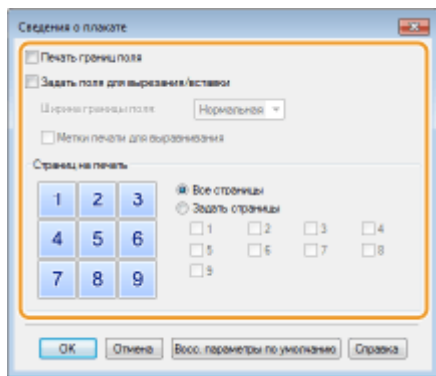 Сведения о плакате
Печать границ поля
Задать поля для вырезания/вставки
Ширина границы поля Нормальная
Метки печати для выравнивания
Страниц на печать
1 2 3
4 5 6
7 8 9
Все страницы
Задать страницы
1 2 3 4
5 6 7 8
9
OK Отмена Восс. параметры по умолчанию Справка